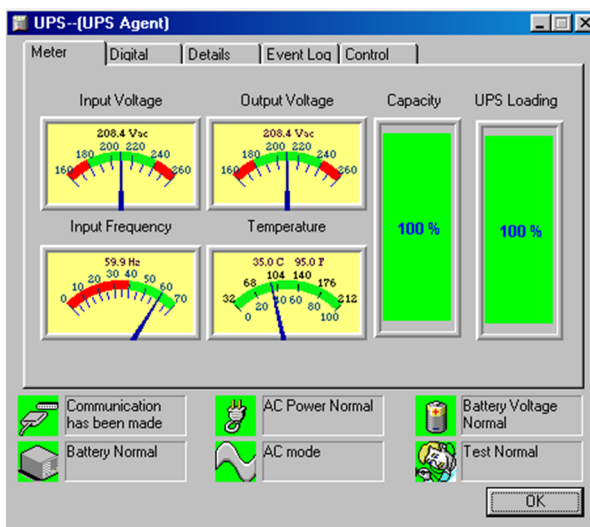 UPS--(UPS Agent)
Meter Digital Details Event Log Control
Input Voltage Output Voltage Capacity UPS Loading
208.4 Vac 208.4 Vac
160 180 200 220 240 260 160 180 200 220 240 260
100 % 100 %
Input Frequency Temperature
59.9 Hz 35.0 C 95.0 F
0 10 20 30 40 50 60 70 32 68 104 140 176 212
0 20 40 60 80 100
Communication has been made AC Power Normal Battery Voltage Normal
Battery Normal AC mode Test Normal
OK